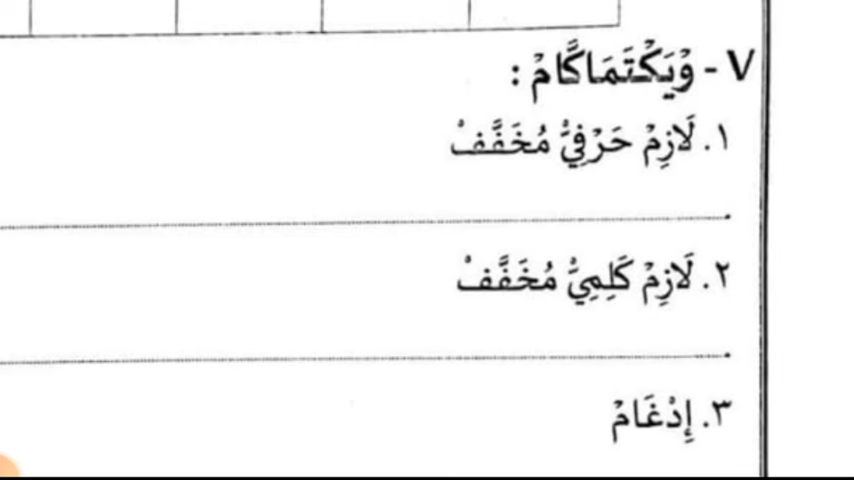 ٧ - وْيَكْتَمَاكَّامْ :
١. لَازِمْ حَرْفِيُّ مُخَفَّفْ
٢. لَازِمْ كَلِمِيُّ مُخَفَّفْ
٣. إِدْغَامْ